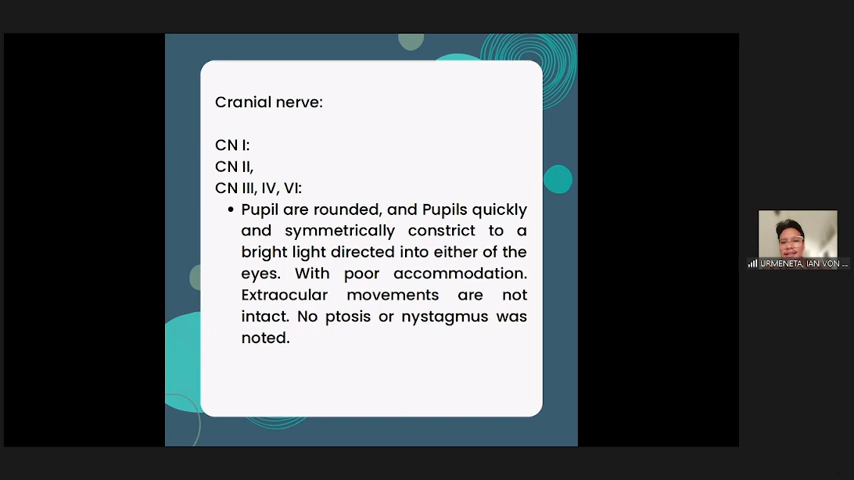 Cranial nerve:
CN I:
CN II,
CN III, IV, VI:
• Pupil are rounded, and Pupils quickly
and symmetrically constrict to a
bright light directed into either of the
eyes. With poor accommodation.
Extraocular movements are not
intact. No ptosis or nystagmus was
noted.
URMENETA, IAN VON ...